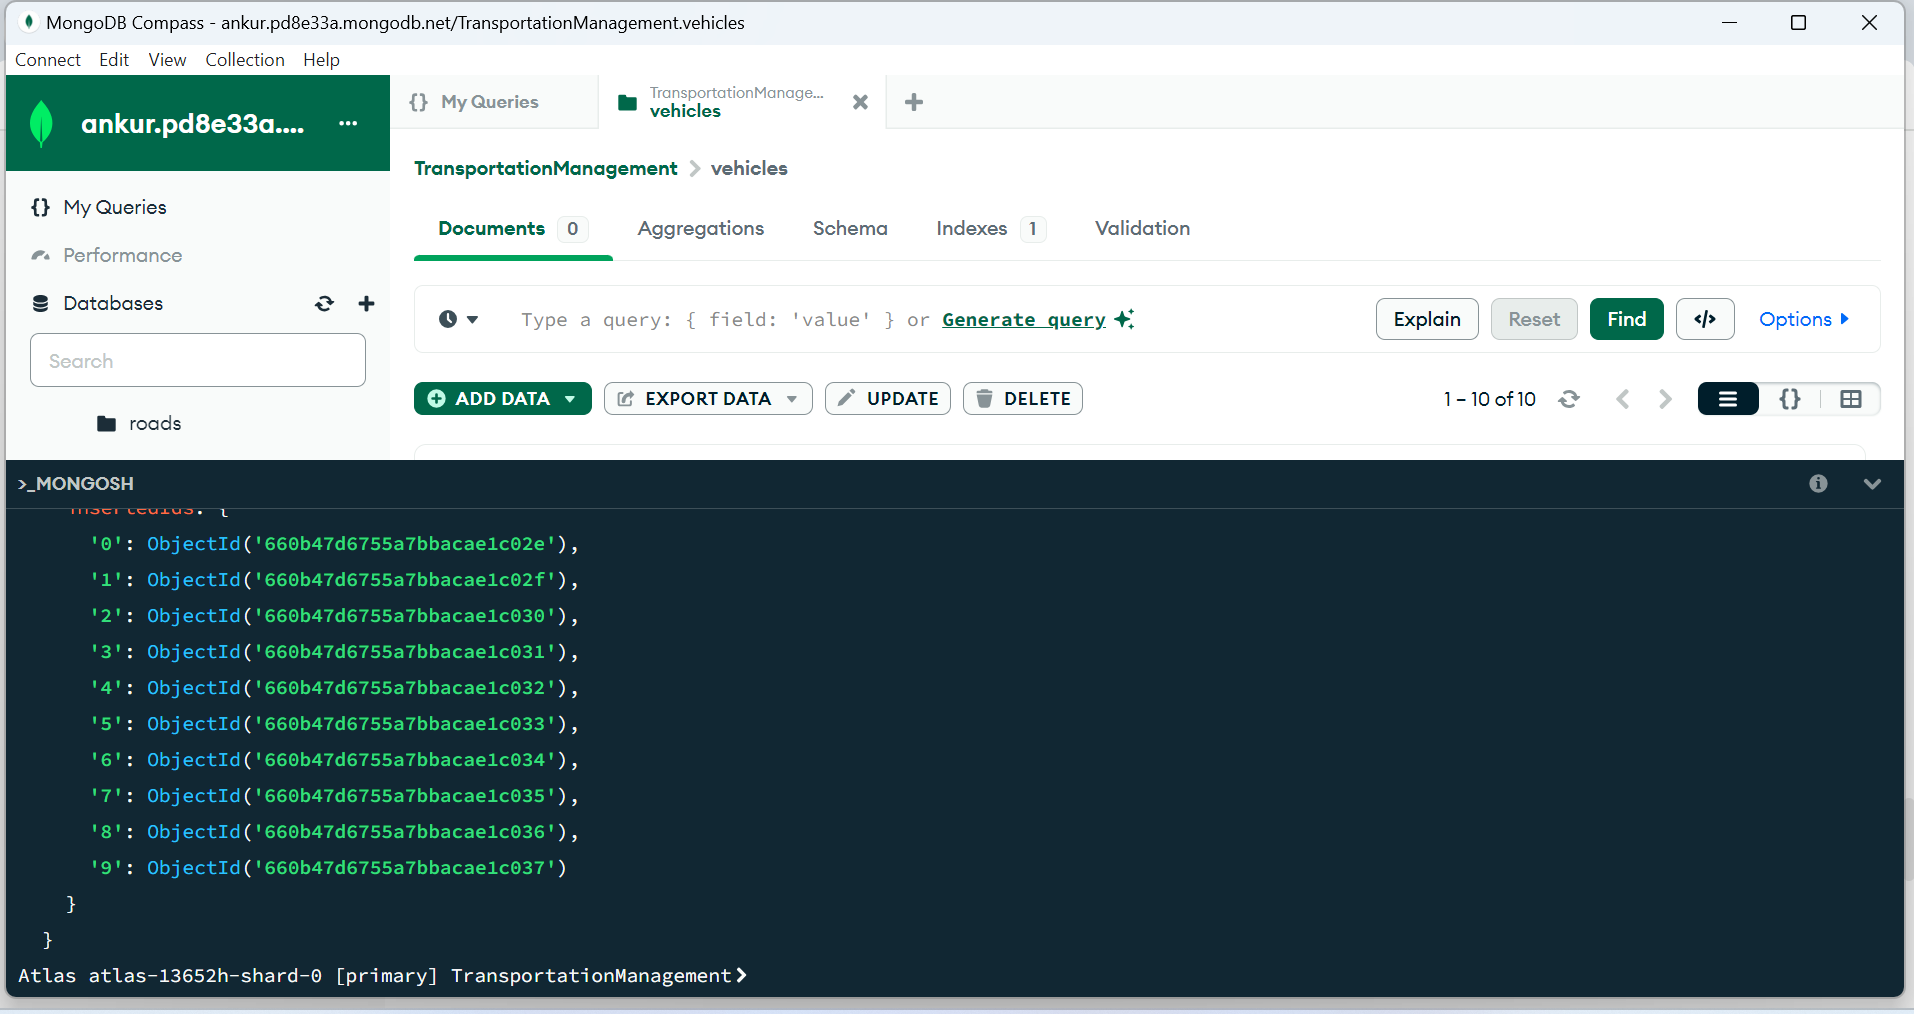 MongoDB Compass - ankur.pd8e33a.mongodb.net/TransportationManagement.vehicles
Connect Edit View Collection Help
ankur.pd8e33a.... ...
{} My Queries
TransportationManage...
vehicles
{} My Queries
Performance
Databases
Search
roads
TransportationManagement > vehicles
Documents 0 Aggregations Schema Indexes 1 Validation
Type a query: { field: 'value' } or Generate query
Explain Reset Find </> Options
ADD DATA EXPORT DATA UPDATE DELETE
1 – 10 of 10 {}
>_MONGOSH
insertedIds: {
'0': ObjectId('660b47d6755a7bbacae1c02e'),
'1': ObjectId('660b47d6755a7bbacae1c02f'),
'2': ObjectId('660b47d6755a7bbacae1c030'),
'3': ObjectId('660b47d6755a7bbacae1c031'),
'4': ObjectId('660b47d6755a7bbacae1c032'),
'5': ObjectId('660b47d6755a7bbacae1c033'),
'6': ObjectId('660b47d6755a7bbacae1c034'),
'7': ObjectId('660b47d6755a7bbacae1c035'),
'8': ObjectId('660b47d6755a7bbacae1c036'),
'9': ObjectId('660b47d6755a7bbacae1c037')
}
}
Atlas atlas-13652h-shard-0 [primary] TransportationManagement>